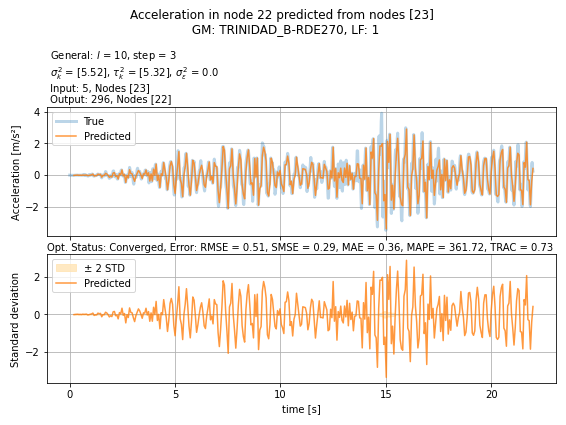 Acceleration in node 22 predicted from nodes [23]
GM: TRINIDAD_B-RDE270, LF: 1
General: l = 10, step = 3
σ²ₖ = [5.52], τ²ₖ = [5.32], σ²ε = 0.0
Input: 5, Nodes [23]
Output: 296, Nodes [22]
4
2
0
−2
Acceleration [m/s²]
True
Predicted
Opt. Status: Converged, Error: RMSE = 0.51, SMSE = 0.29, MAE = 0.36, MAPE = 361.72, TRAC = 0.73
2
0
−2
Standard deviation
± 2 STD
Predicted
0
5
10
15
20
time [s]